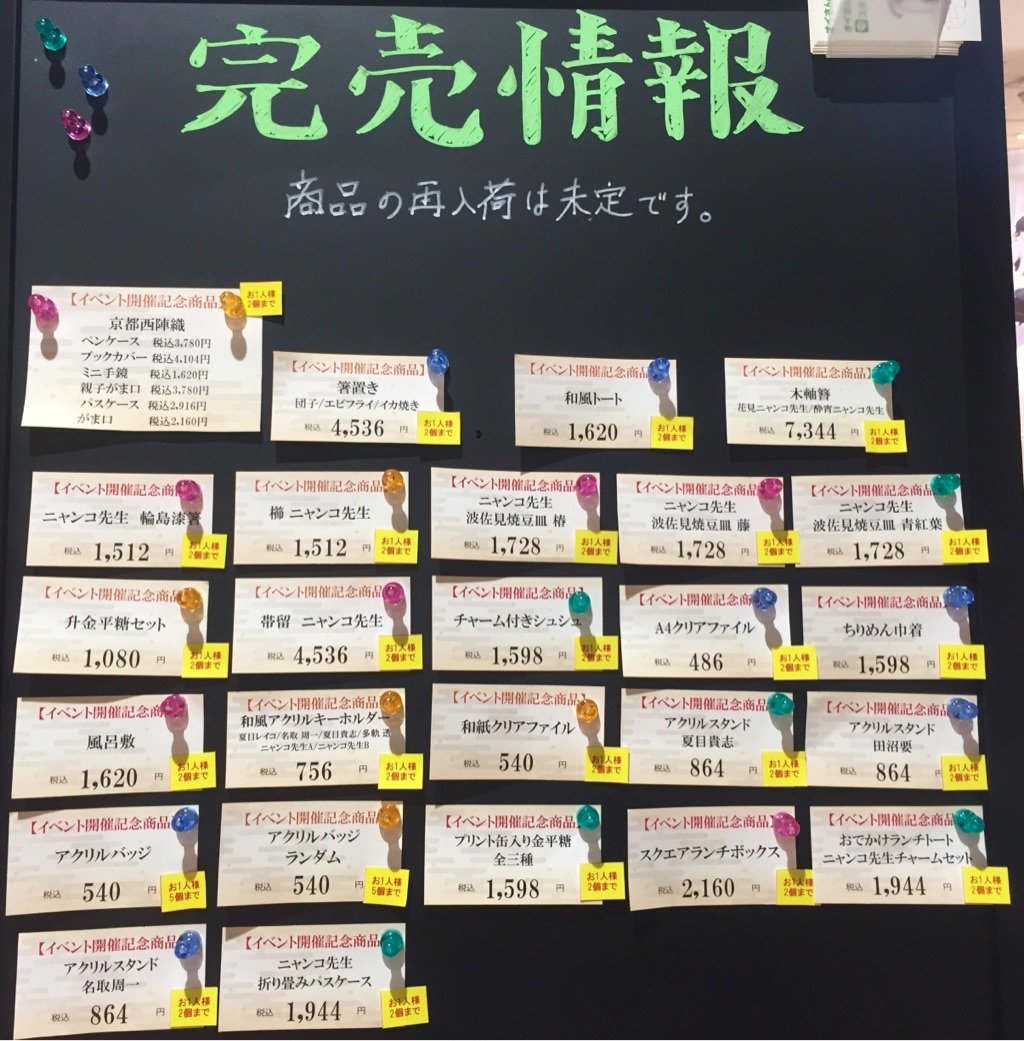 完売情報
商品の再入荷は未定です。
【イベント開催記念商品】
お1人様
2個まで
京都西陣織
ペンケース 税込3,780円
ブックカバー 税込4,104円
ミニ手鏡 税込1,620円
親子がま口 税込3,780円
パスケース 税込2,916円
がま口 税込2,160円
【イベント開催記念商品】
箸置き
団子/エビフライ/イカ焼き
税込 4,536 円
お1人様
2個まで
【イベント開催記念商品】
和風トート
税込 1,620 円
お1人様
2個まで
【イベント開催記念商品】
木軸簪
花見ニャンコ先生/酔宵ニャンコ先生
税込 7,344 円
お1人様
2個まで
【イベント開催記念商品
ニャンコ先生 輪島漆箸
税込 1,512 円
お1人様
2個まで
【イベント開催記念商品
櫛 ニャンコ先生
税込 1,512 円
お1人様
2個まで
【イベント開催記念商品
ニャンコ先生
波佐見焼豆皿 椿
税込 1,728 円
お1人様
2個まで
【イベント開催記念商品
ニャンコ先生
波佐見焼豆皿 藤
税込 1,728 円
お1人様
2個まで
【イベント開催記念商品
ニャンコ先生
波佐見焼豆皿 青紅葉
税込 1,728 円
お1人様
2個まで
【イベント開催記念商品
升金平糖セット
税込 1,080 円
お1人様
2個まで
【イベント開催記念商品
帯留 ニャンコ先生
税込 4,536 円
お1人様
2個まで
【イベント開催記念商品
チャーム付きシュシュ
税込 1,598 円
お1人様
2個まで
【イベント開催記念商品
A4クリアファイル
税込 486 円
お1人様
2個まで
【イベント開催記念商品
ちりめん巾着
税込 1,598 円
お1人様
2個まで
【イベント開催記念商品
風呂敷
税込 1,620 円
お1人様
2個まで
【イベント開催記念商品
和風アクリルキーホルダー
夏目レイコ/名取 周一/夏目貴志/多軌 透
ニャンコ先生A/ニャンコ先生B
税込 756 円
お1人様
2個まで
【イベント開催記念商品
和紙クリアファイル
税込 540 円
お1人様
2個まで
【イベント開催記念商品
アクリルスタンド
夏目貴志
税込 864 円
お1人様
2個まで
【イベント開催記念商品
アクリルスタンド
田沼要
税込 864 円
お1人様
2個まで
【イベント開催記念商品
アクリルバッジ
税込 540 円
お1人様
5個まで
【イベント開催記念商品
アクリルバッジ
ランダム
税込 540 円
お1人様
5個まで
【イベント開催記念商品
プリント缶入り金平糖
全三種
税込 1,598 円
お1人様
2個まで
【イベント開催記念商品
スクエアランチボックス
税込 2,160 円
お1人様
2個まで
【イベント開催記念商品
おでかけランチトート
ニャンコ先生チャームセット
税込 1,944 円
お1人様
2個まで
【イベント開催記念商品
アクリルスタンド
名取周一
税込 864 円
お1人様
2個まで
【イベント開催記念商品
ニャンコ先生
折り畳みパスケース
税込 1,944 円
お1人様
2個まで